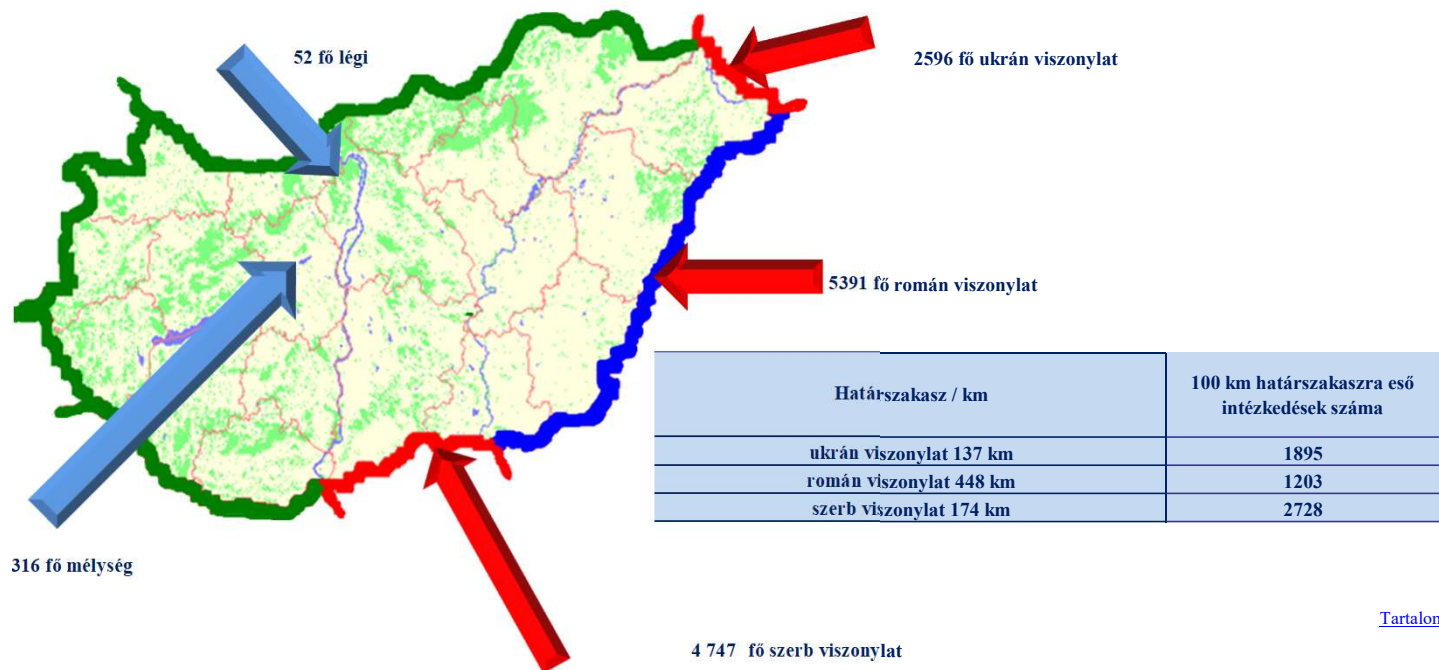 52 fő légi
2596 fő ukrán viszonylat
5391 fő román viszonylat
Határszakasz / km
100 km határszakaszra eső
intézkedések száma
ukrán viszonylat 137 km
1895
román viszonylat 448 km
1203
szerb viszonylat 174 km
2728
316 fő mélység
Tartalom
4 747 fő szerb viszonylat